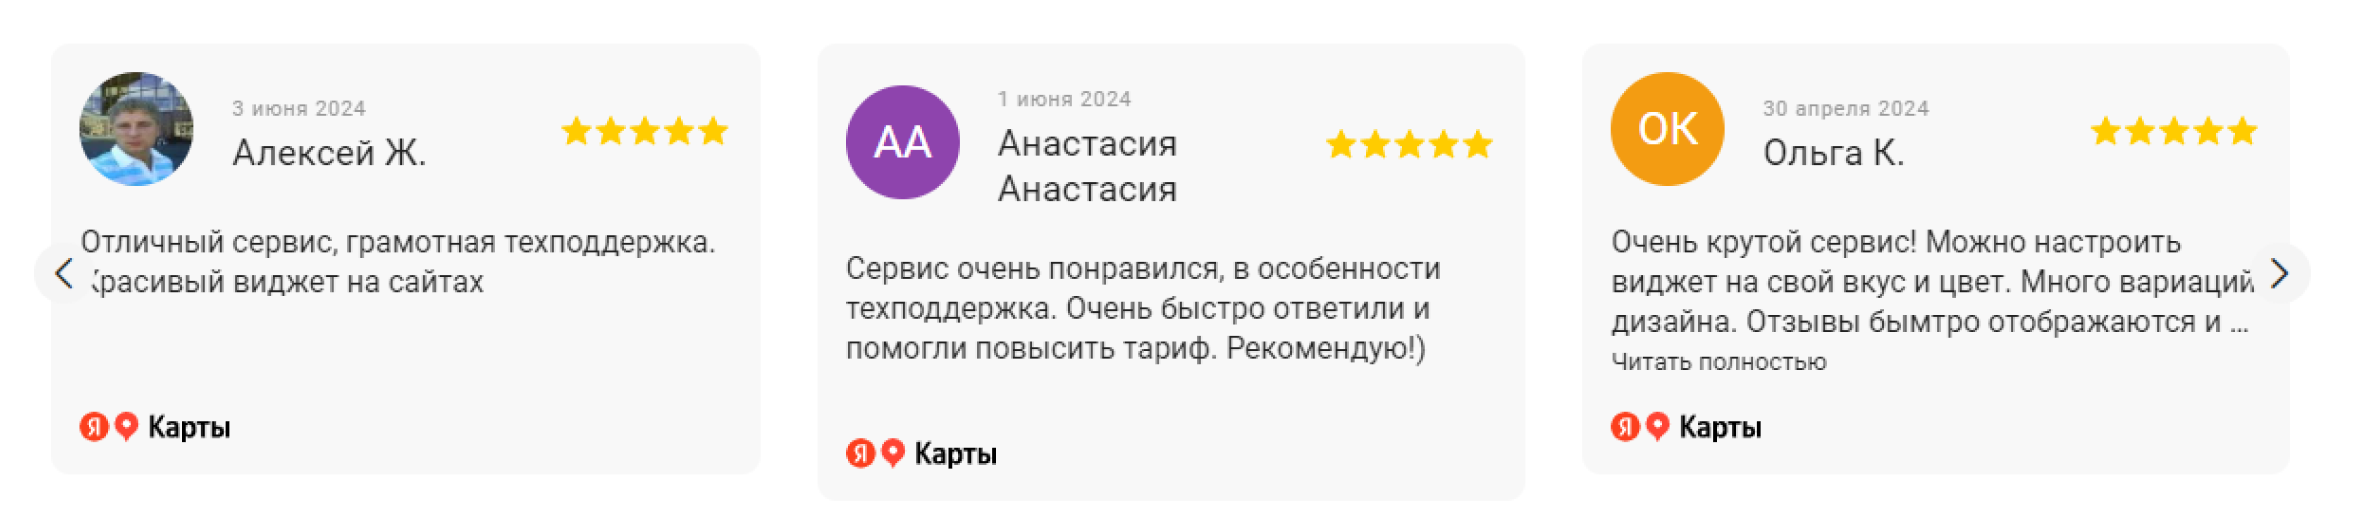 3 июня 2024
Алексей Ж.
Отличный сервис, грамотная техподдержка.
Красивый виджет на сайтах
Я Карты
АА
1 июня 2024
Анастасия
Анастасия
Сервис очень понравился, в особенности
техподдержка. Очень быстро ответили и
помогли повысить тариф. Рекомендую!)
Я Карты
ОК
30 апреля 2024
Ольга К.
Очень крутой сервис! Можно настроить
виджет на свой вкус и цвет. Много вариаций
дизайна. Отзывы бымтро отображаются и ...
Читать полностью
Я Карты